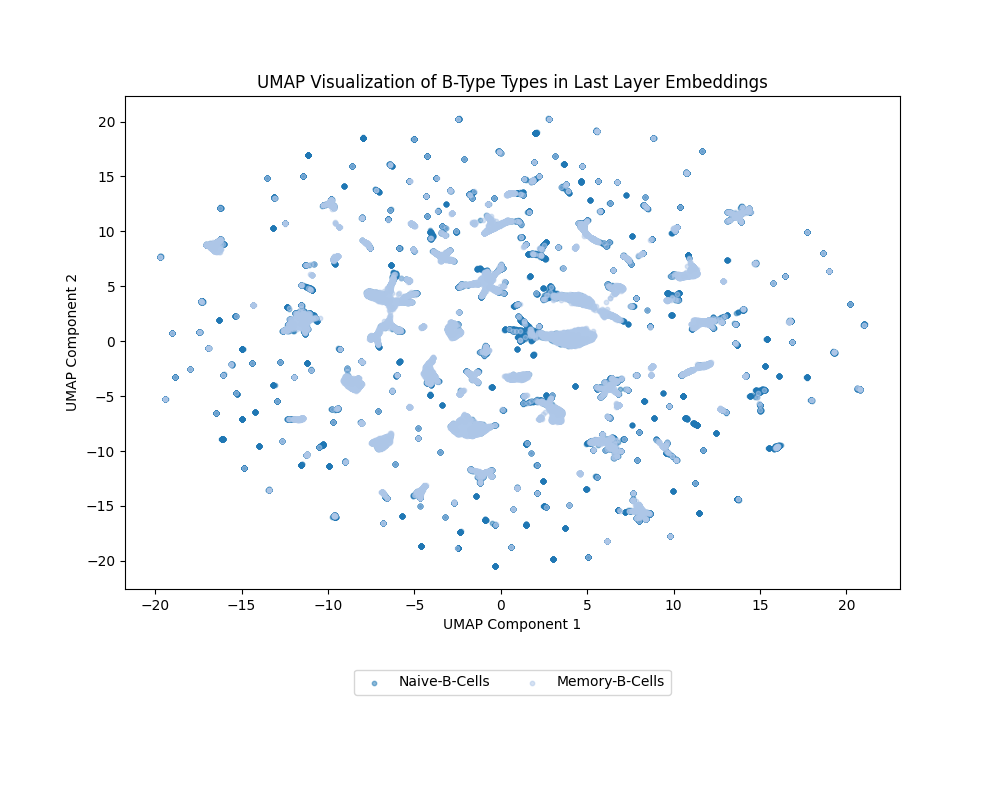 UMAP Visualization of B-Type Types in Last Layer Embeddings
20
15
10
5
0
−5
−10
−15
−20
UMAP Component 2
−20 −15 −10 −5 0 5 10 15 20
UMAP Component 1
Naive-B-Cells Memory-B-Cells